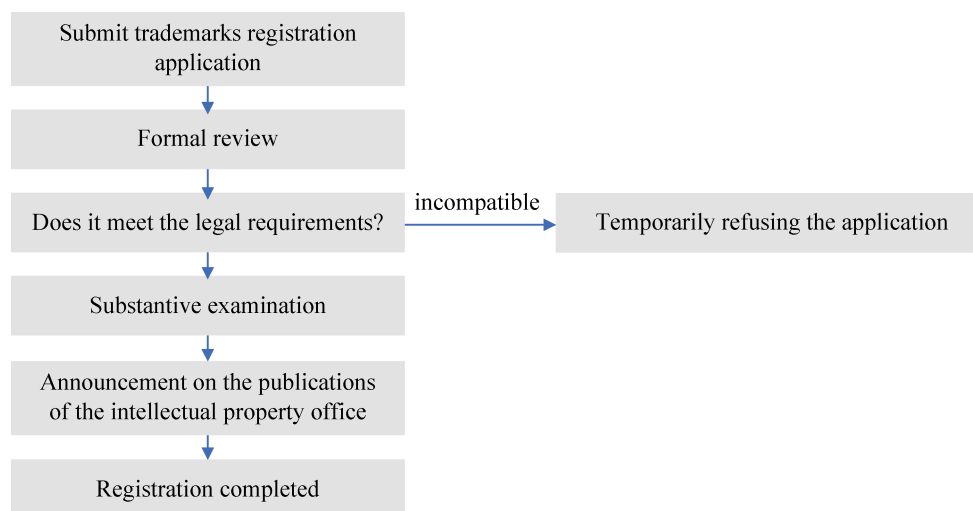 Submit trademarks registration
application
Formal review
Does it meet the legal requirements?
incompatible
Temporarily refusing the application
Substantive examination
Announcement on the publications
of the intellectual property office
Registration completed